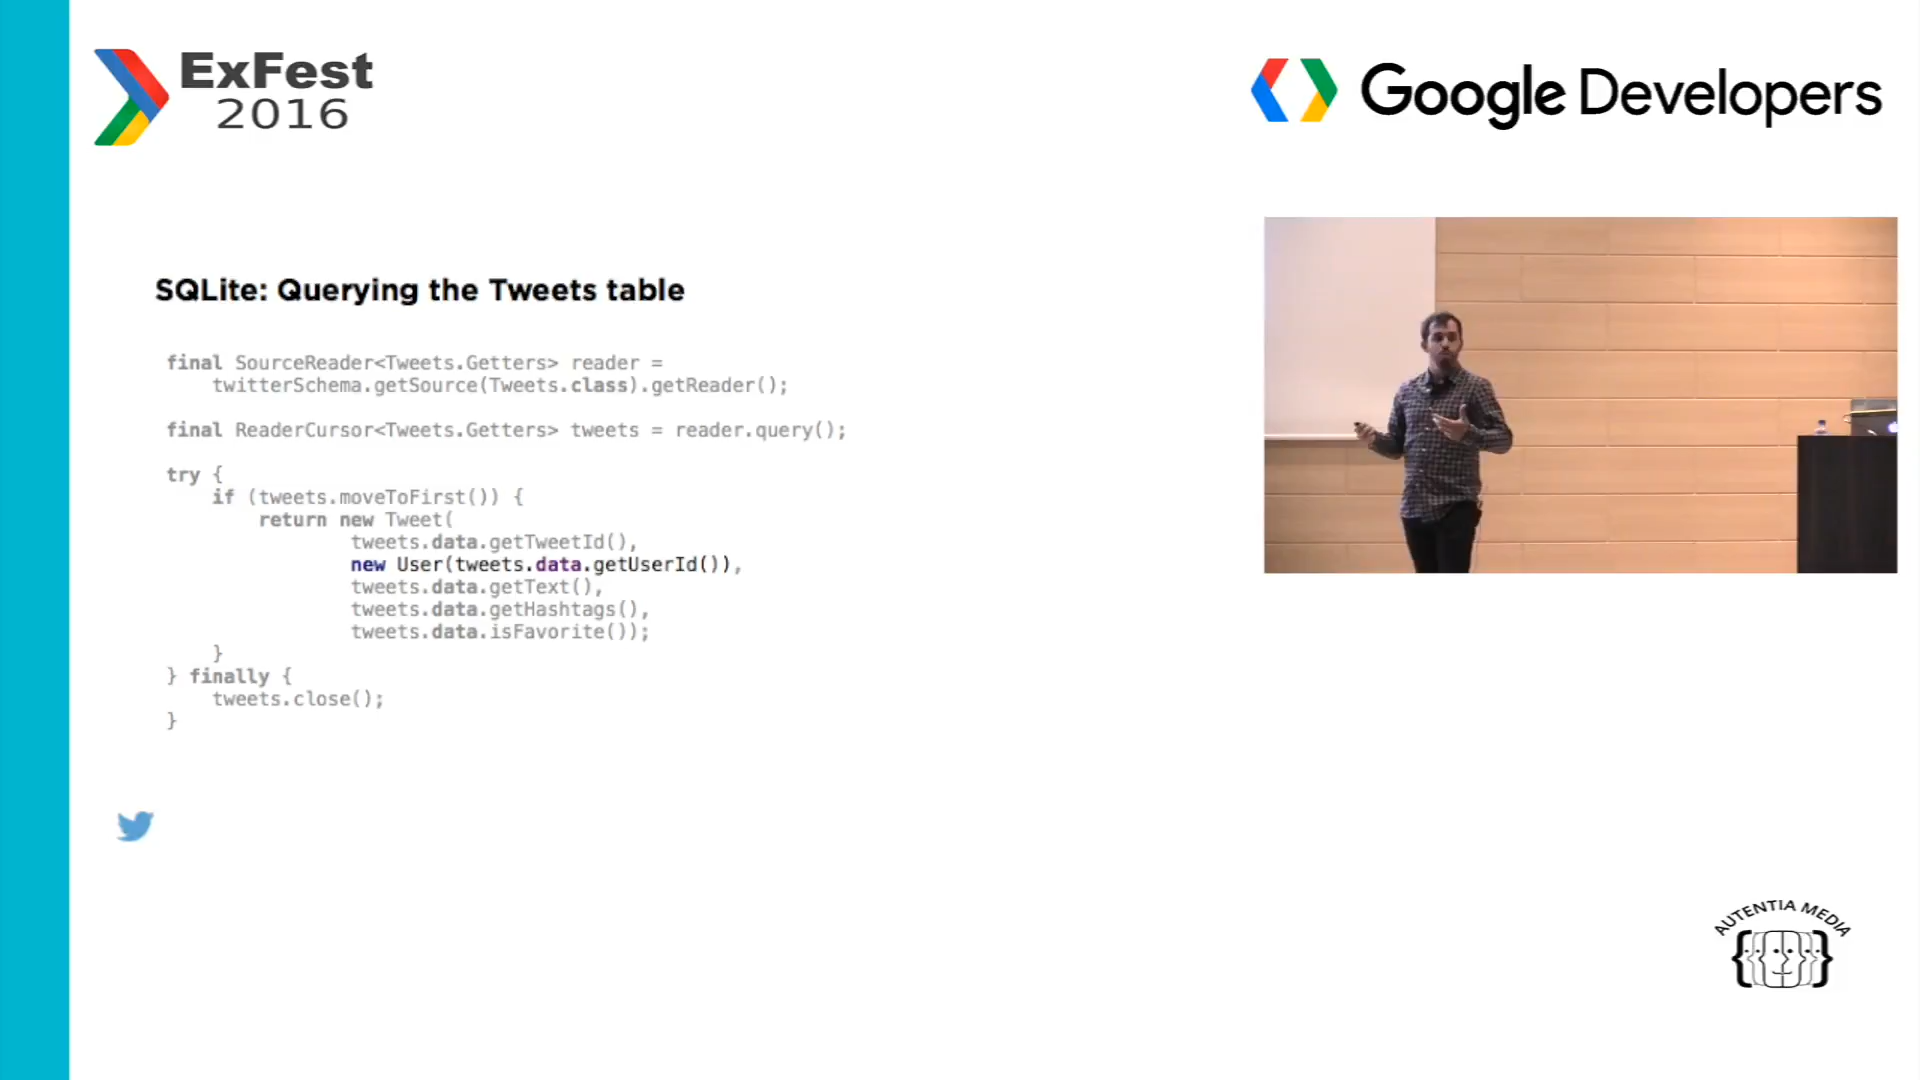 ExFest
2016
Google Developers
SQLite: Querying the Tweets table
final SourceReader<Tweets.Getters> reader =
twitterSchema.getSource(Tweets.class).getReader();
final ReaderCursor<Tweets.Getters> tweets = reader.query();
try {
if (tweets.moveToFirst()) {
return new Tweet(
tweets.data.getTweetId(),
new User(tweets.data.getUserId()),
tweets.data.getText(),
tweets.data.getHashtags(),
tweets.data.isFavorite());
}
} finally {
tweets.close();
}
AUTENTIA MEDIA